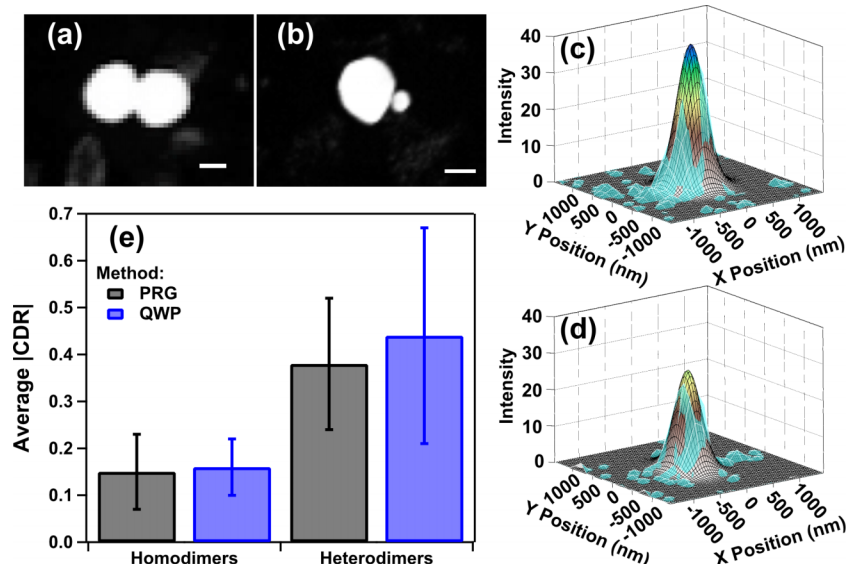 (a)
(b)
(c)
40
30
20
10
0
Intensity
1000
500
0
-500
-1000
Y Position (nm)
-1000
-500
0
500
1000
X Position (nm)
(d)
40
30
20
10
0
Intensity
1000
500
0
-500
-1000
Y Position (nm)
-1000
-500
0
500
1000
X Position (nm)
(e)
Method:
PRG
QWP
0.7
0.6
0.5
0.4
0.3
0.2
0.1
0.0
Average |CDR|
Homodimers Heterodimers